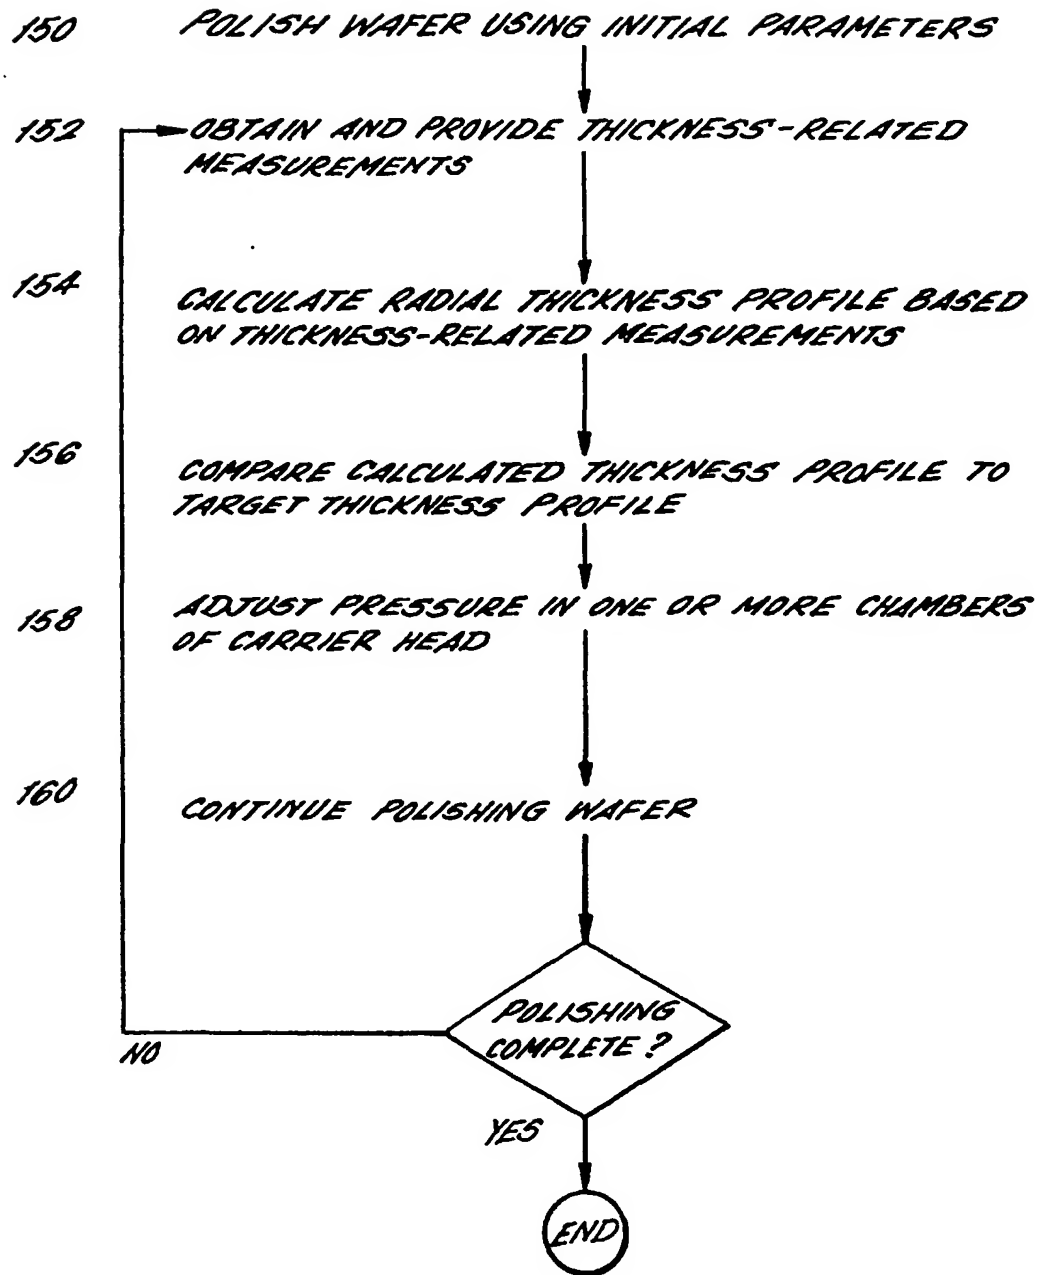 150 POLISH WAFER USING INITIAL PARAMETERS
152 OBTAIN AND PROVIDE THICKNESS-RELATED
MEASUREMENTS
154 CALCULATE RADIAL THICKNESS PROFILE BASED
ON THICKNESS-RELATED MEASUREMENTS
156 COMPARE CALCULATED THICKNESS PROFILE TO
TARGET THICKNESS PROFILE
158 ADJUST PRESSURE IN ONE OR MORE CHAMBERS
OF CARRIER HEAD
160 CONTINUE POLISHING WAFER
POLISHING
COMPLETE ?
NO
YES
END